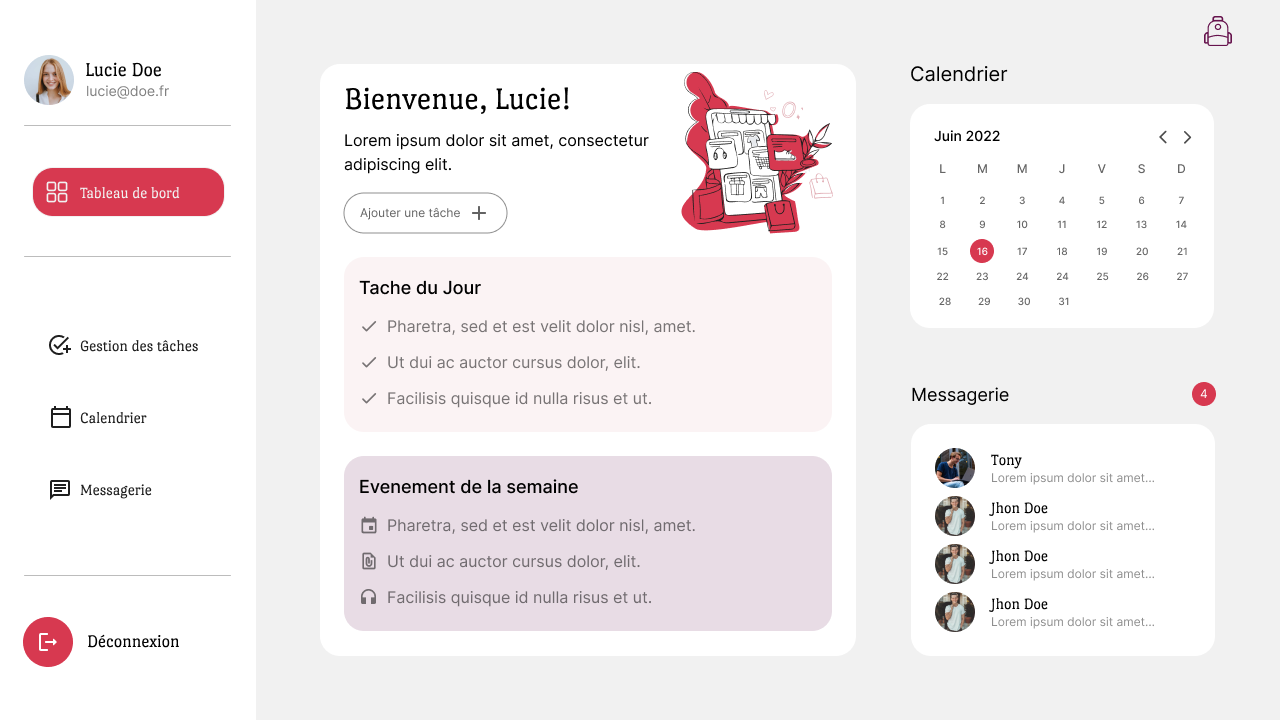 Lucie Doe
lucie@doe.fr
Tableau de bord
Gestion des tâches
Calendrier
Messagerie
Déconnexion
Bienvenue, Lucie!
Lorem ipsum dolor sit amet, consectetur
adipiscing elit.
Ajouter une tâche
Tache du Jour
Pharetra, sed et est velit dolor nisl, amet.
Ut dui ac auctor cursus dolor, elit.
Facilisis quisque id nulla risus et ut.
Evenement de la semaine
Pharetra, sed et est velit dolor nisl, amet.
Ut dui ac auctor cursus dolor, elit.
Facilisis quisque id nulla risus et ut.
Calendrier
Juin 2022
L M M J V S D
1 2 3 4 5 6 7
8 9 10 11 12 13 14
15 16 17 18 19 20 21
22 23 24 24 25 26 27
28 29 30 31
Messagerie 4
Tony
Lorem ipsum dolor sit amet...
Jhon Doe
Lorem ipsum dolor sit amet...
Jhon Doe
Lorem ipsum dolor sit amet...
Jhon Doe
Lorem ipsum dolor sit amet...